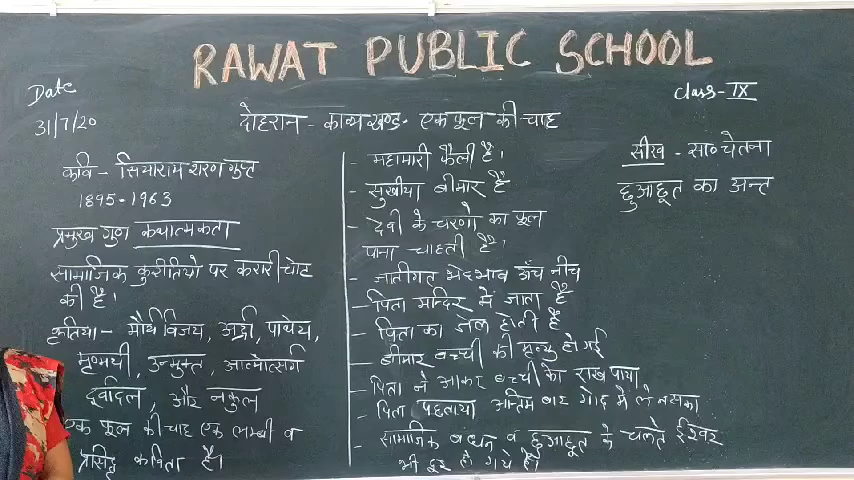 RAWAT PUBLIC SCHOOL
Date
31/7/20
Class - IX
दोहरान - काव्य खण्ड - एक फूल की चाह
कवि - सियाराम शरण गुप्त
1895 - 1963
प्रमुख गुण कथात्मकता
सामाजिक कुरीतियो पर करारी चोट
की है।
कृतिया - मौर्य विजय, आर्द्रा, पाथेय,
मृण्मयी, उन्मुक्त, आत्मोत्सर्ग
दूर्वादल, और नकुल
एक फूल की चाह एक लम्बी व
प्रसिद्ध कविता है।
- महामारी फैली है।
- सुखीया बीमार है
- देवी के चरणो का फूल
पाना चाहती है।
- जातीगत भेदभाव ऊँच नीच
- पिता मन्दिर में जाता है
- पिता का जेल होती है
- बीमार बच्ची की मृत्यु हो गई
- पिता ने आकर बच्ची को राख पाया
- पिता पछताया अन्तिम बार गोद में ले न सका
- सामाजिक बंधन व छुआछूत के चलते ईश्वर
भी दूर हो गये है।
सीख - सा० चेतना
छुआछूत का अन्त